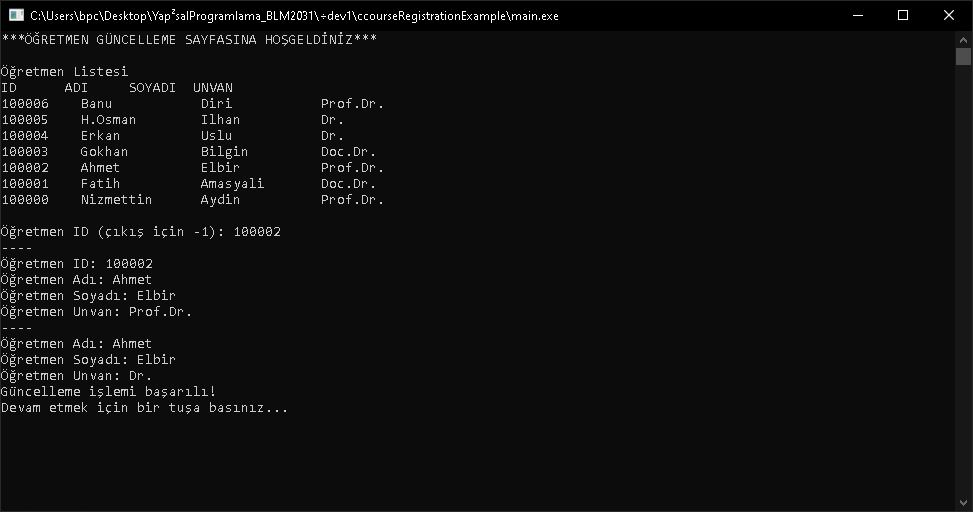 C:\Users\bpc\Desktop\Yap²salProgramlama_BLM2031\÷dev1\ccourseRegistrationExample\main.exe
***ÖĞRETMEN GÜNCELLEME SAYFASINA HOŞGELDİNİZ***
Öğretmen Listesi
ID ADI SOYADI UNVAN
100006 Banu Diri Prof.Dr.
100005 H.Osman Ilhan Dr.
100004 Erkan Uslu Dr.
100003 Gokhan Bilgin Doc.Dr.
100002 Ahmet Elbir Prof.Dr.
100001 Fatih Amasyali Doc.Dr.
100000 Nizmettin Aydin Prof.Dr.
Öğretmen ID (çıkış için -1): 100002
----
Öğretmen ID: 100002
Öğretmen Adı: Ahmet
Öğretmen Soyadı: Elbir
Öğretmen Unvan: Prof.Dr.
----
Öğretmen Adı: Ahmet
Öğretmen Soyadı: Elbir
Öğretmen Unvan: Dr.
Güncelleme işlemi başarılı!
Devam etmek için bir tuşa basınız...